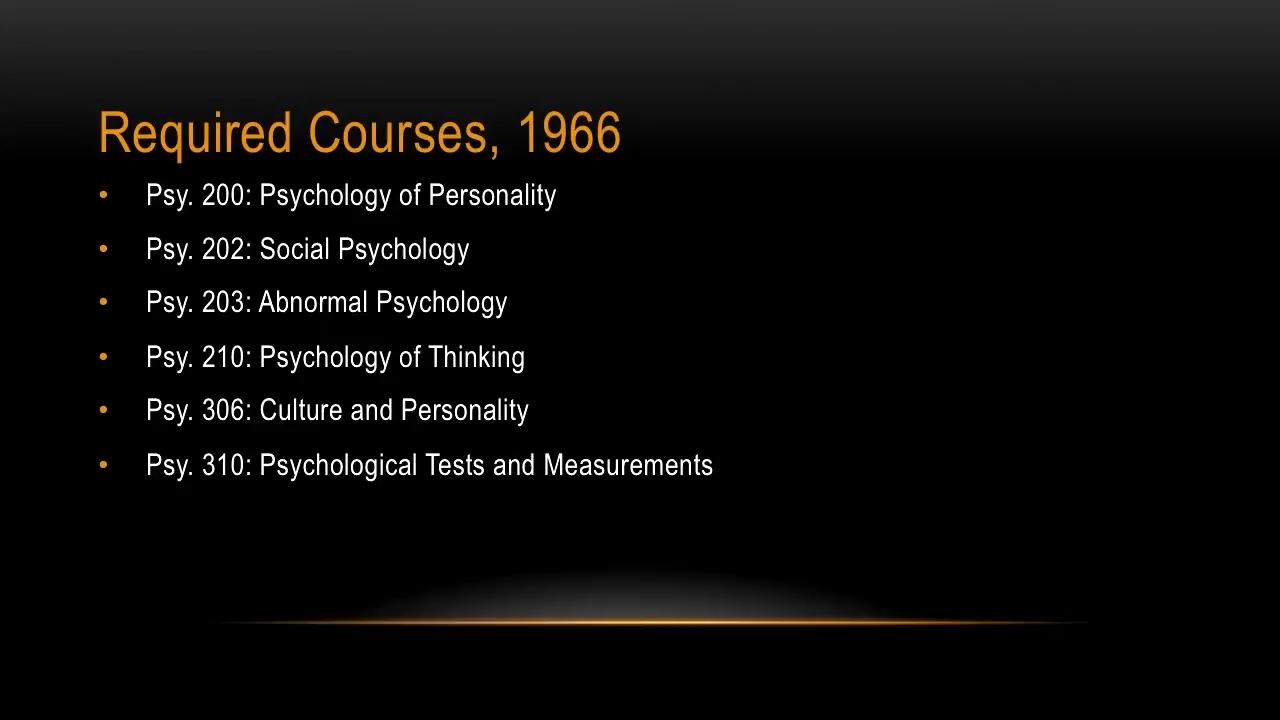 Required Courses, 1966
• Psy. 200: Psychology of Personality
• Psy. 202: Social Psychology
• Psy. 203: Abnormal Psychology
• Psy. 210: Psychology of Thinking
• Psy. 306: Culture and Personality
• Psy. 310: Psychological Tests and Measurements